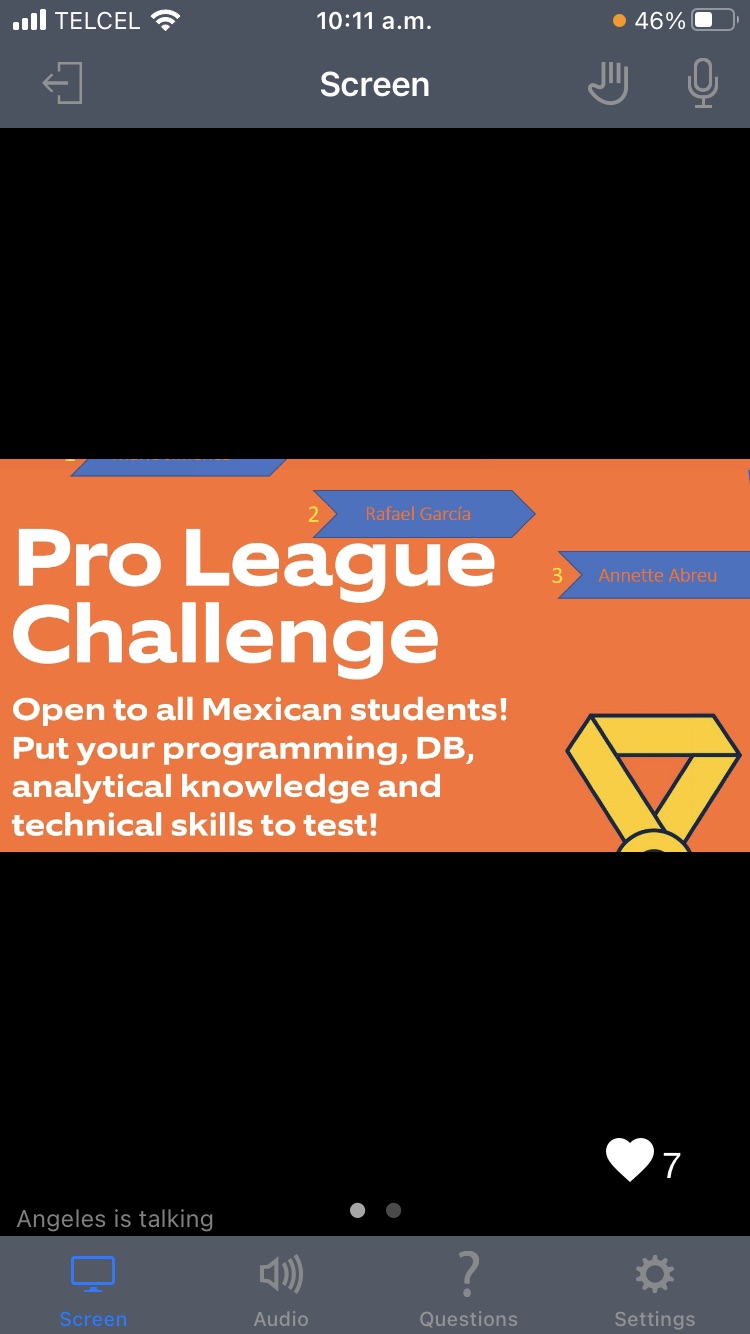 TELCEL 10:11 a.m. 46%
Screen
2 Rafael García
Pro League
Challenge
3 Annette Abreu
Open to all Mexican students!
Put your programming, DB,
analytical knowledge and
technical skills to test!
7
Angeles is talking
Screen Audio Questions Settings